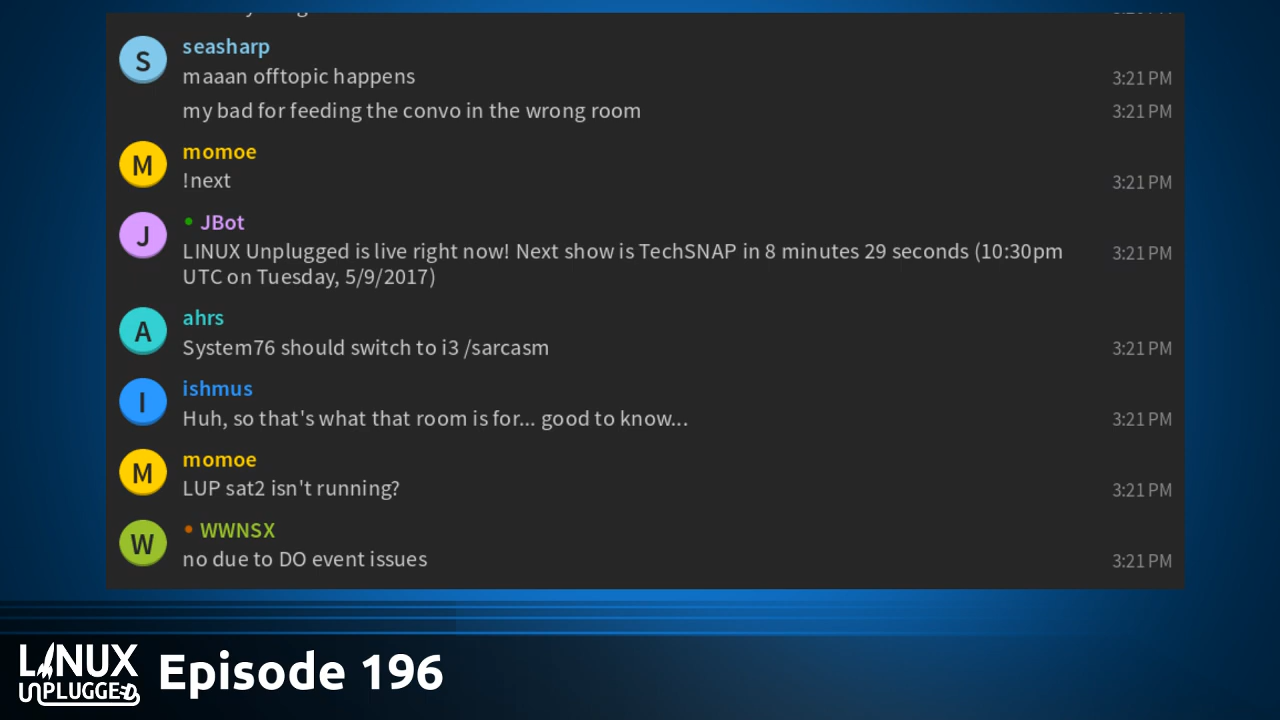 seasharp
S
maaan offtopic happens
3:21 PM
my bad for feeding the convo in the wrong room
3:21 PM
momoe
M
!next
3:21 PM
JBot
J
LINUX Unplugged is live right now! Next show is TechSNAP in 8 minutes 29 seconds (10:30pm
3:21 PM
UTC on Tuesday, 5/9/2017)
ahrs
A
System76 should switch to i3 /sarcasm
3:21 PM
ishmus
I
Huh, so that's what that room is for... good to know...
3:21 PM
momoe
M
LUP sat2 isn't running?
3:21 PM
WWNSX
W
no due to DO event issues
3:21 PM
LINUX
UNPLUGGED
Episode 196